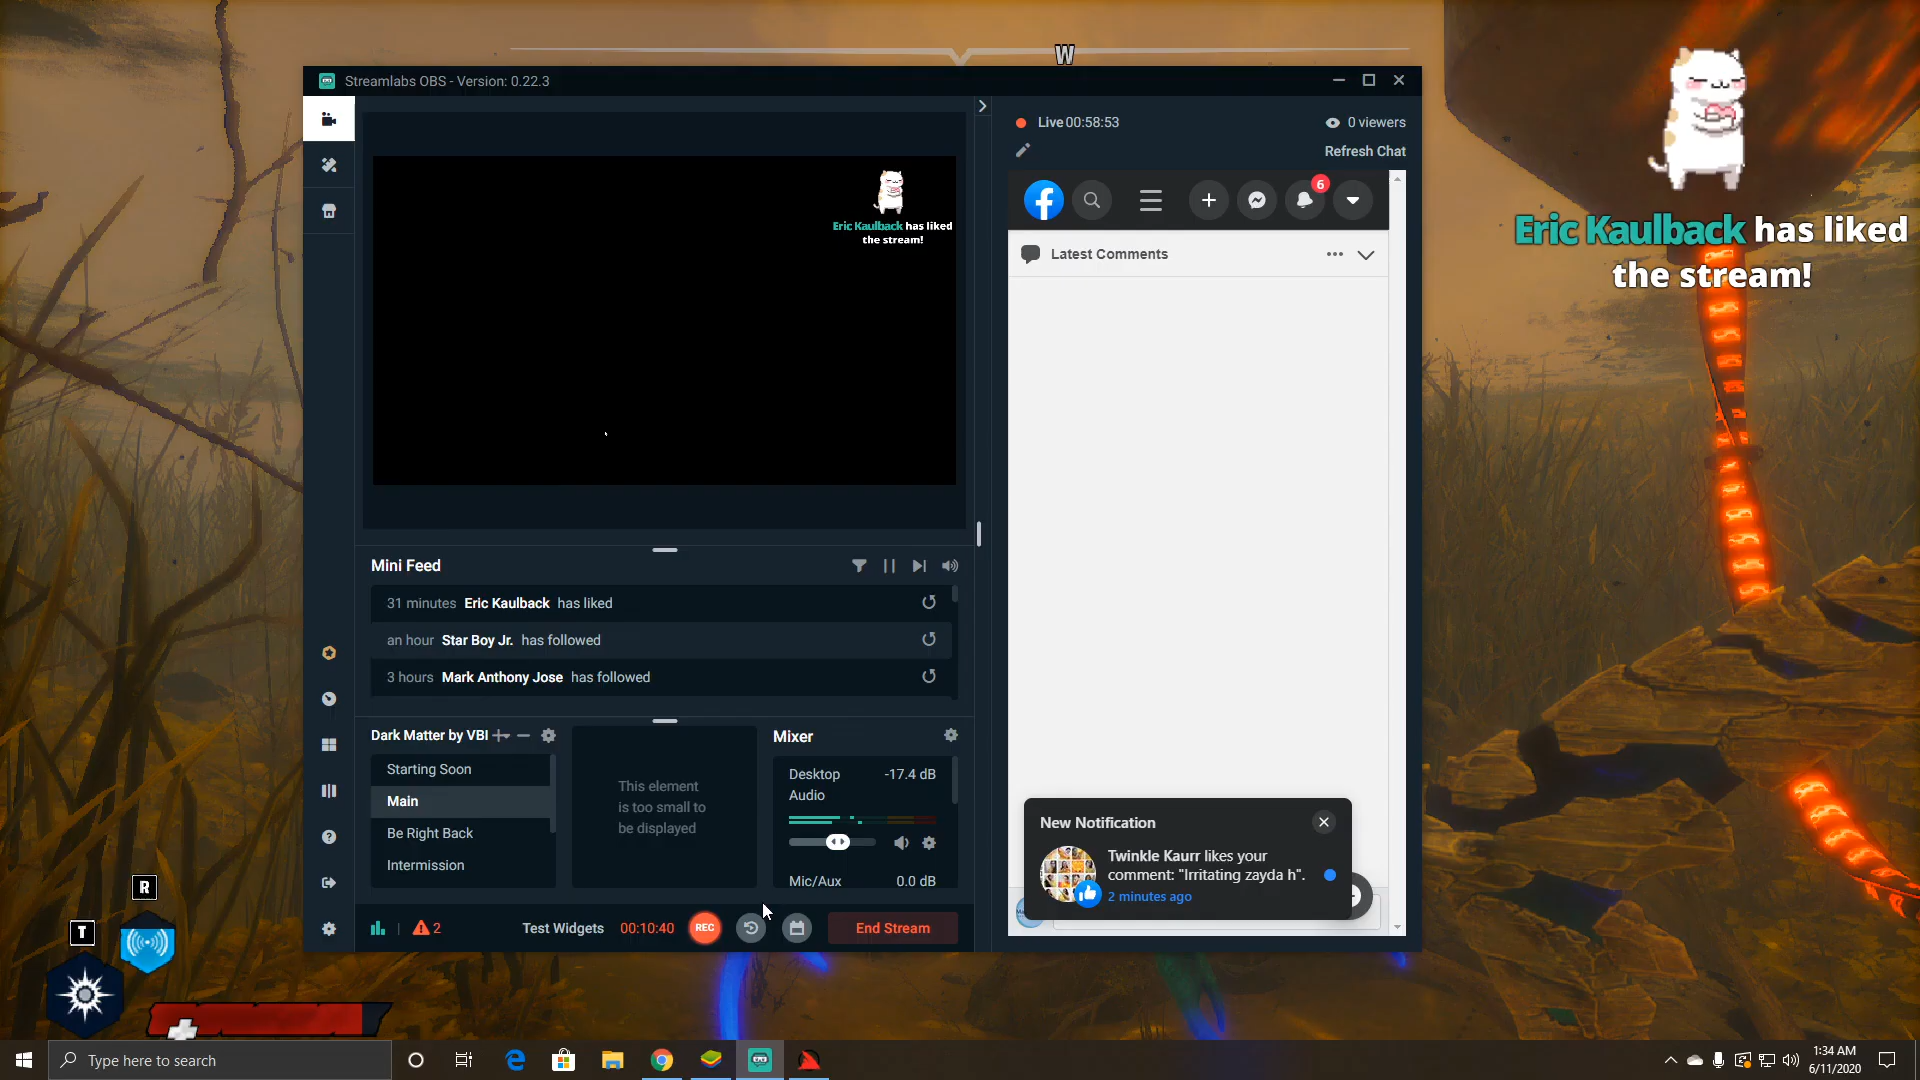 W
Streamlabs OBS - Version: 0.22.3
Live 00:58:53
0 viewers
Refresh Chat
6
Eric Kaulback has liked
the stream!
Latest Comments
Eric Kaulback has liked
the stream!
Mini Feed
31 minutes Eric Kaulback has liked
an hour Star Boy Jr. has followed
3 hours Mark Anthony Jose has followed
Dark Matter by VBI
Starting Soon
Main
Be Right Back
Intermission
This element
is too small to
be displayed
Mixer
Desktop
Audio
-17.4 dB
Mic/Aux
0.0 dB
New Notification
Twinkle Kaurr likes your
comment: "Irritating zayda h".
2 minutes ago
R
T
2
Test Widgets
00:10:40
REC
End Stream
Type here to search
1:34 AM
6/11/2020